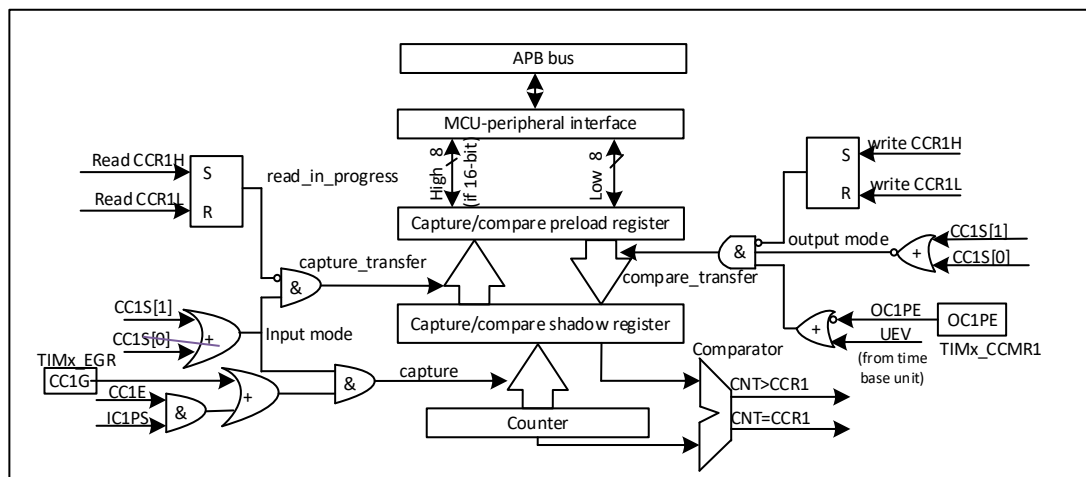 APB bus
MCU-peripheral interface
High 8
(if 16-bit)
Low 8
Read CCR1H
Read CCR1L
S
R
read_in_progress
write CCR1H
write CCR1L
S
R
Capture/compare preload register
capture_transfer
&
compare_transfer
&
output mode
+
CC1S[1]
CC1S[0]
CC1S[1]
CC1S[0]
+
Input mode
Capture/compare shadow register
+
OC1PE
UEV
(from time
base unit)
OC1PE
TIMx_CCMR1
TIMx_EGR
CC1G
CC1E
IC1PS
&
+
&
capture
Counter
Comparator
CNT>CCR1
CNT=CCR1